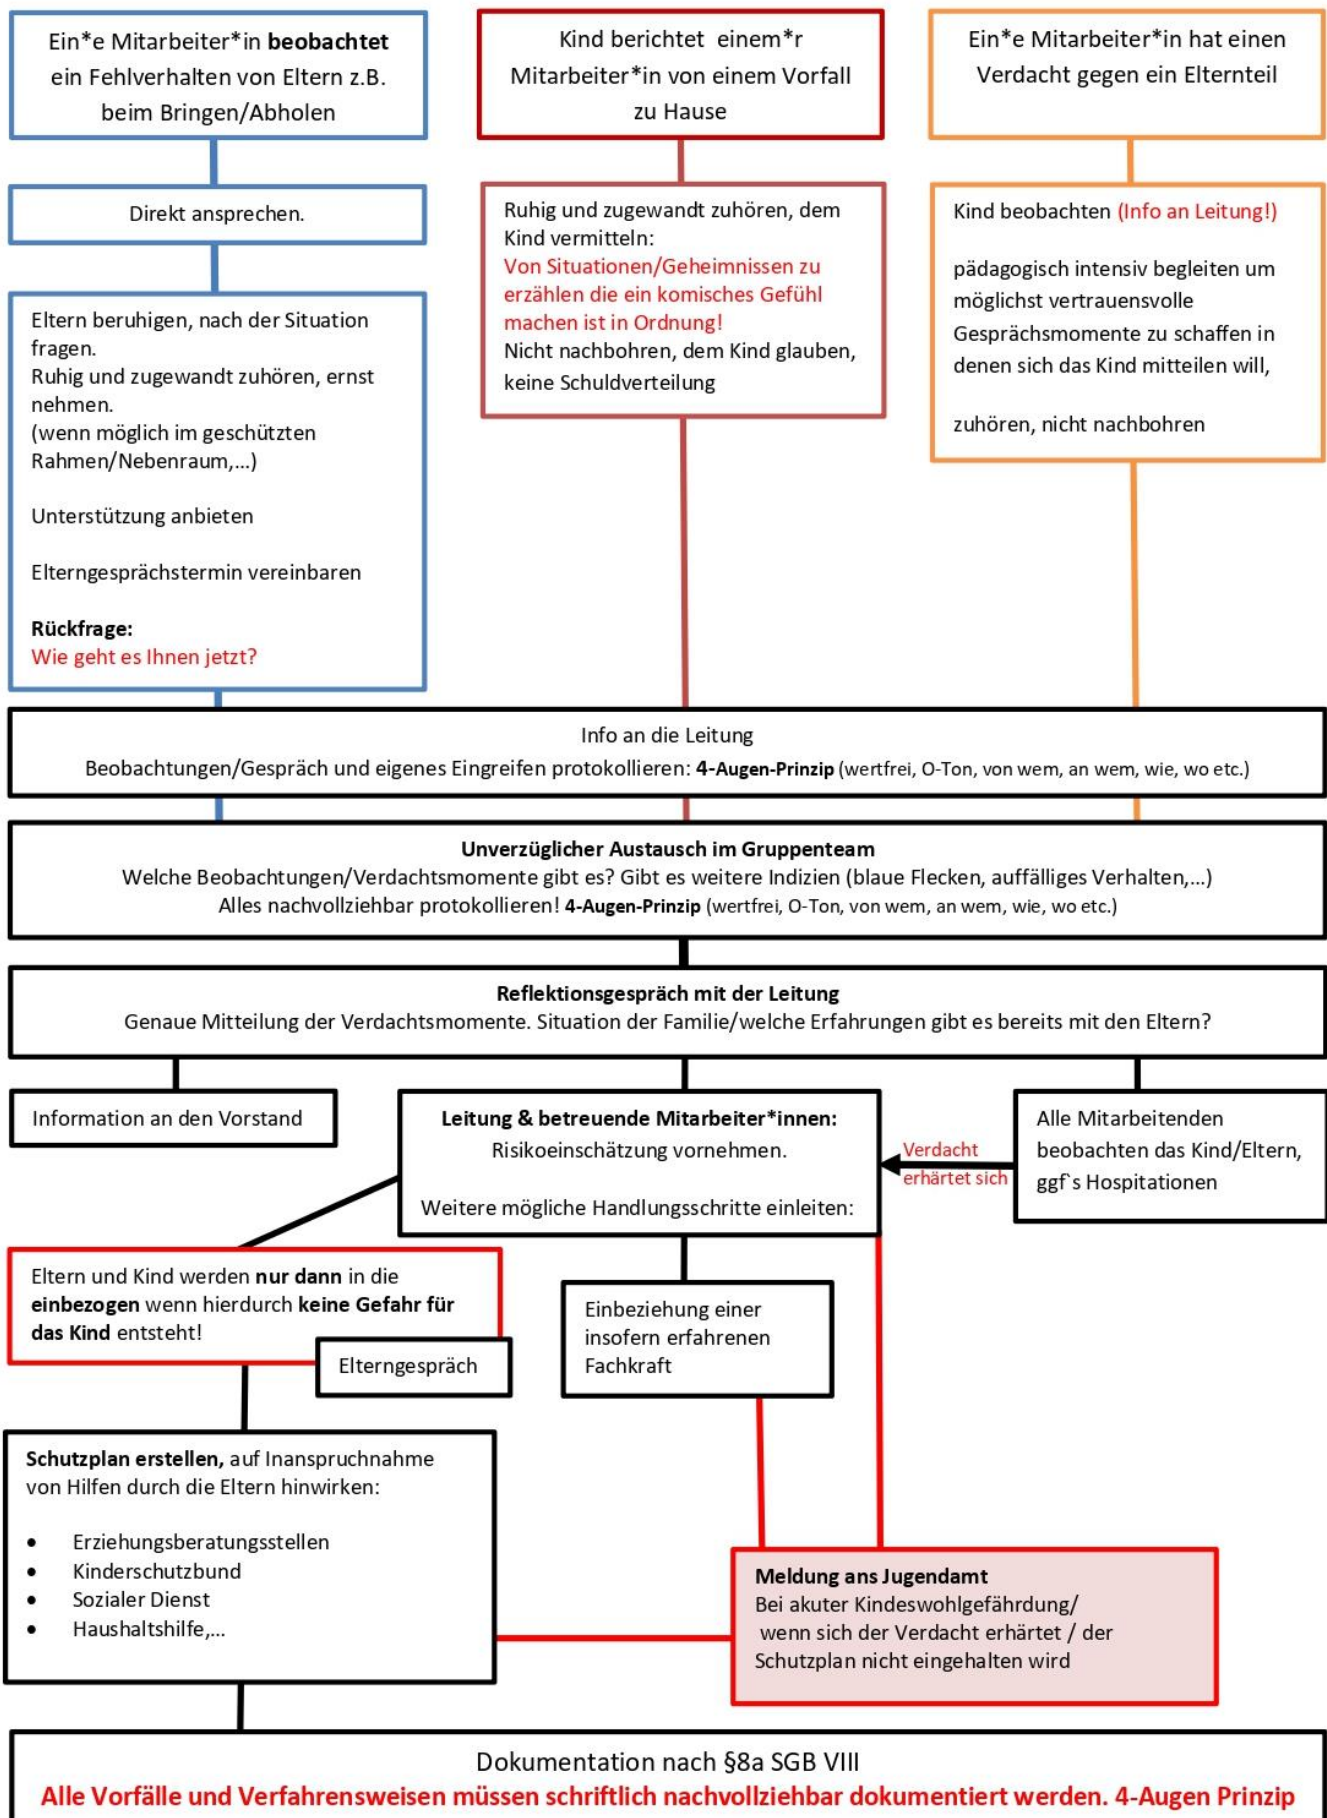 Ein*e Mitarbeiter*in beobachtet
ein Fehlverhalten von Eltern z.B.
beim Bringen/Abholen
Kind berichtet einem*r
Mitarbeiter*in von einem Vorfall
zu Hause
Ein*e Mitarbeiter*in hat einen
Verdacht gegen ein Elternteil
Direkt ansprechen.
Eltern beruhigen, nach der Situation
fragen.
Ruhig und zugewandt zuhören, ernst
nehmen.
(wenn möglich im geschützten
Rahmen/Nebenraum,...)
Unterstützung anbieten
Elterngesprächstermin vereinbaren
Rückfrage:
Wie geht es Ihnen jetzt?
Ruhig und zugewandt zuhören, dem
Kind vermitteln:
Von Situationen/Geheimnissen zu
erzählen die ein komisches Gefühl
machen ist in Ordnung!
Nicht nachbohren, dem Kind glauben,
keine Schuldverteilung
Kind beobachten (Info an Leitung!)
pädagogisch intensiv begleiten um
möglichst vertrauensvolle
Gesprächsmomente zu schaffen in
denen sich das Kind mitteilen will,
zuhören, nicht nachbohren
Info an die Leitung
Beobachtungen/Gespräch und eigenes Eingreifen protokollieren: 4-Augen-Prinzip (wertfrei, O-Ton, von wem, an wem, wie, wo etc.)
Unverzüglicher Austausch im Gruppenteam
Welche Beobachtungen/Verdachtsmomente gibt es? Gibt es weitere Indizien (blaue Flecken, auffälliges Verhalten,...)
Alles nachvollziehbar protokollieren! 4-Augen-Prinzip (wertfrei, O-Ton, von wem, an wem, wie, wo etc.)
Reflektionsgespräch mit der Leitung
Genaue Mitteilung der Verdachtsmomente. Situation der Familie/welche Erfahrungen gibt es bereits mit den Eltern?
Information an den Vorstand
Leitung & betreuende Mitarbeiter*innen:
Risikoeinschätzung vornehmen.
Weitere mögliche Handlungsschritte einleiten:
Verdacht
erhärtet sich
Alle Mitarbeitenden
beobachten das Kind/Eltern,
ggf`s Hospitationen
Eltern und Kind werden nur dann in die
einbezogen wenn hierdurch keine Gefahr für
das Kind entsteht!
Elterngespräch
Einbeziehung einer
insofern erfahrenen
Fachkraft
Schutzplan erstellen, auf Inanspruchnahme
von Hilfen durch die Eltern hinwirken:
• Erziehungsberatungsstellen
• Kinderschutzbund
• Sozialer Dienst
• Haushaltshilfe,...
Meldung ans Jugendamt
Bei akuter Kindeswohlgefährdung/
wenn sich der Verdacht erhärtet / der
Schutzplan nicht eingehalten wird
Dokumentation nach §8a SGB VIII
Alle Vorfälle und Verfahrensweisen müssen schriftlich nachvollziehbar dokumentiert werden. 4-Augen Prinzip